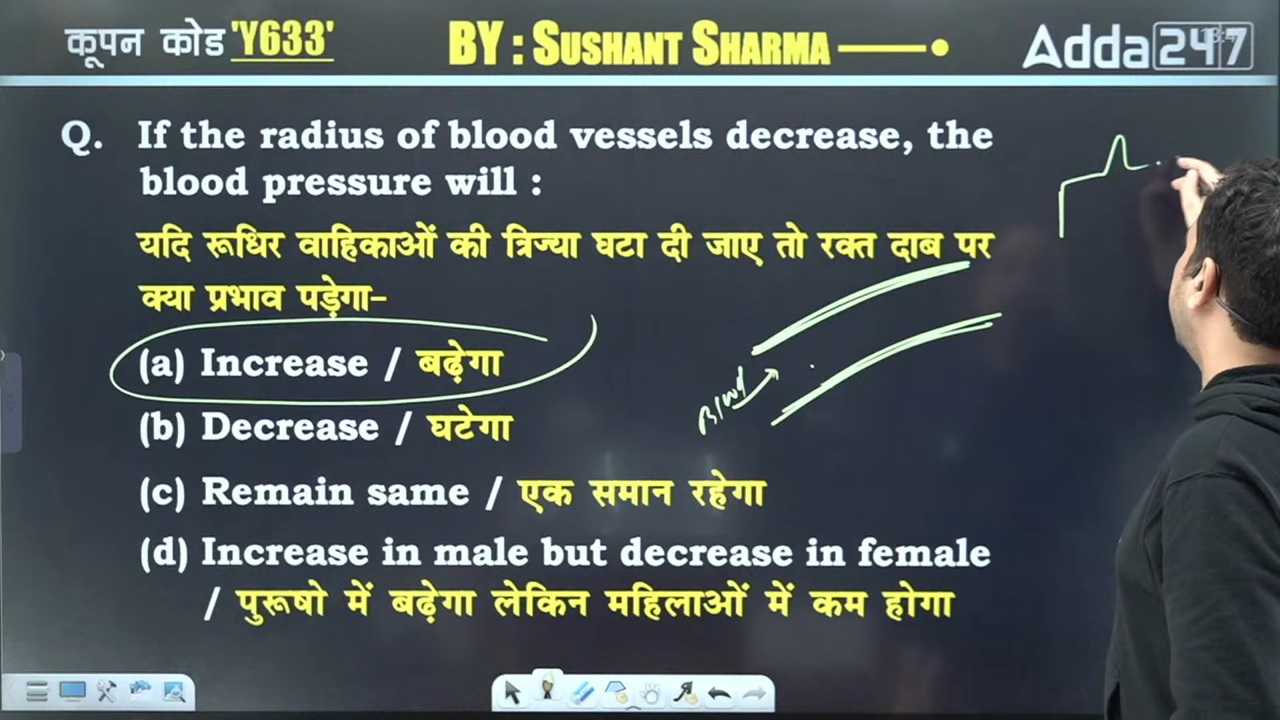 कूपन कोड 'Y633'
BY : SUSHANT SHARMA
Adda247
Q. If the radius of blood vessels decrease, the
blood pressure will :
यदि रूधिर वाहिकाओं की त्रिज्या घटा दी जाए तो रक्त दाब पर
क्या प्रभाव पड़ेगा-
(a) Increase / बढ़ेगा
Blood
(b) Decrease / घटेगा
(c) Remain same / एक समान रहेगा
(d) Increase in male but decrease in female
/ पुरूषो में बढ़ेगा लेकिन महिलाओं में कम होगा